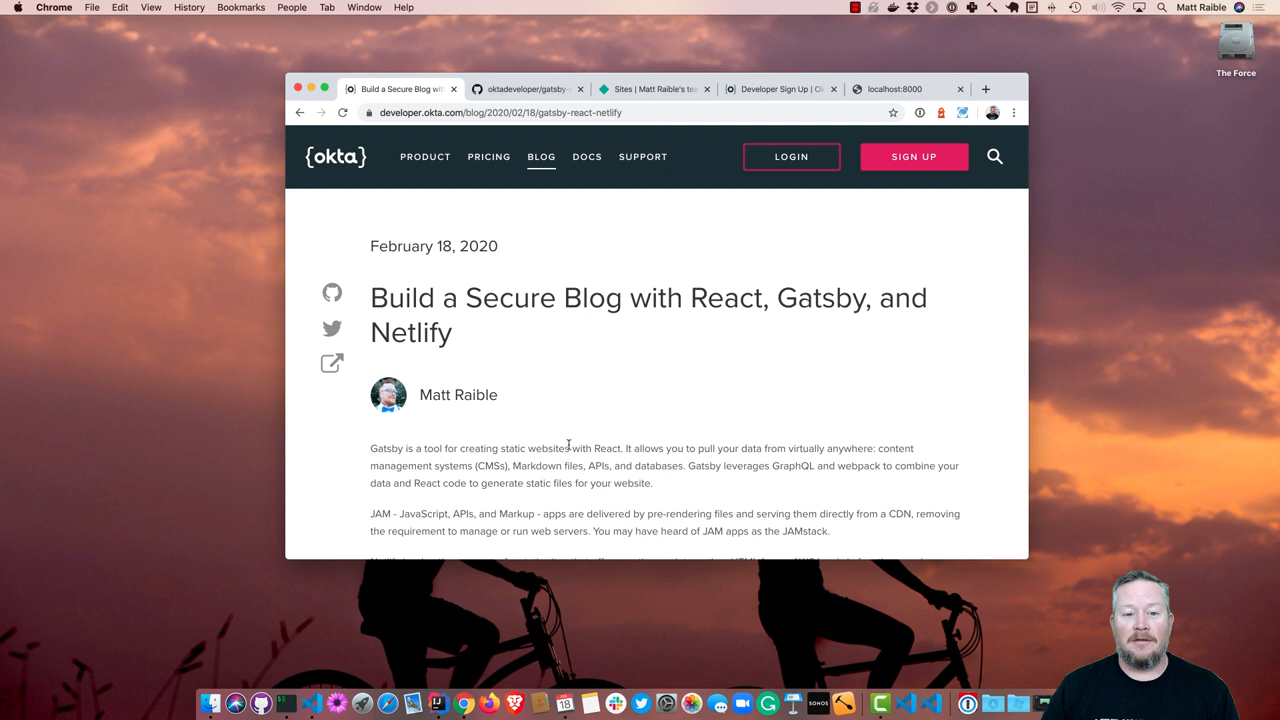 Chrome File Edit View History Bookmarks People Tab Window Help Matt Raible
The Force
Build a Secure Blog wit oktadeveloper/gatsby- Sites | Matt Raible's tea Developer Sign Up | Ok localhost:8000
developer.okta.com/blog/2020/02/18/gatsby-react-netlify
{okta} PRODUCT PRICING BLOG DOCS SUPPORT LOGIN SIGN UP
February 18, 2020
Build a Secure Blog with React, Gatsby, and
Netlify
Matt Raible
Gatsby is a tool for creating static websites with React. It allows you to pull your data from virtually anywhere: content
management systems (CMSs), Markdown files, APIs, and databases. Gatsby leverages GraphQL and webpack to combine your
data and React code to generate static files for your website.
JAM - JavaScript, APIs, and Markup - apps are delivered by pre-rendering files and serving them directly from a CDN, removing
the requirement to manage or run web servers. You may have heard of JAM apps as the JAMstack.
18
SONOS